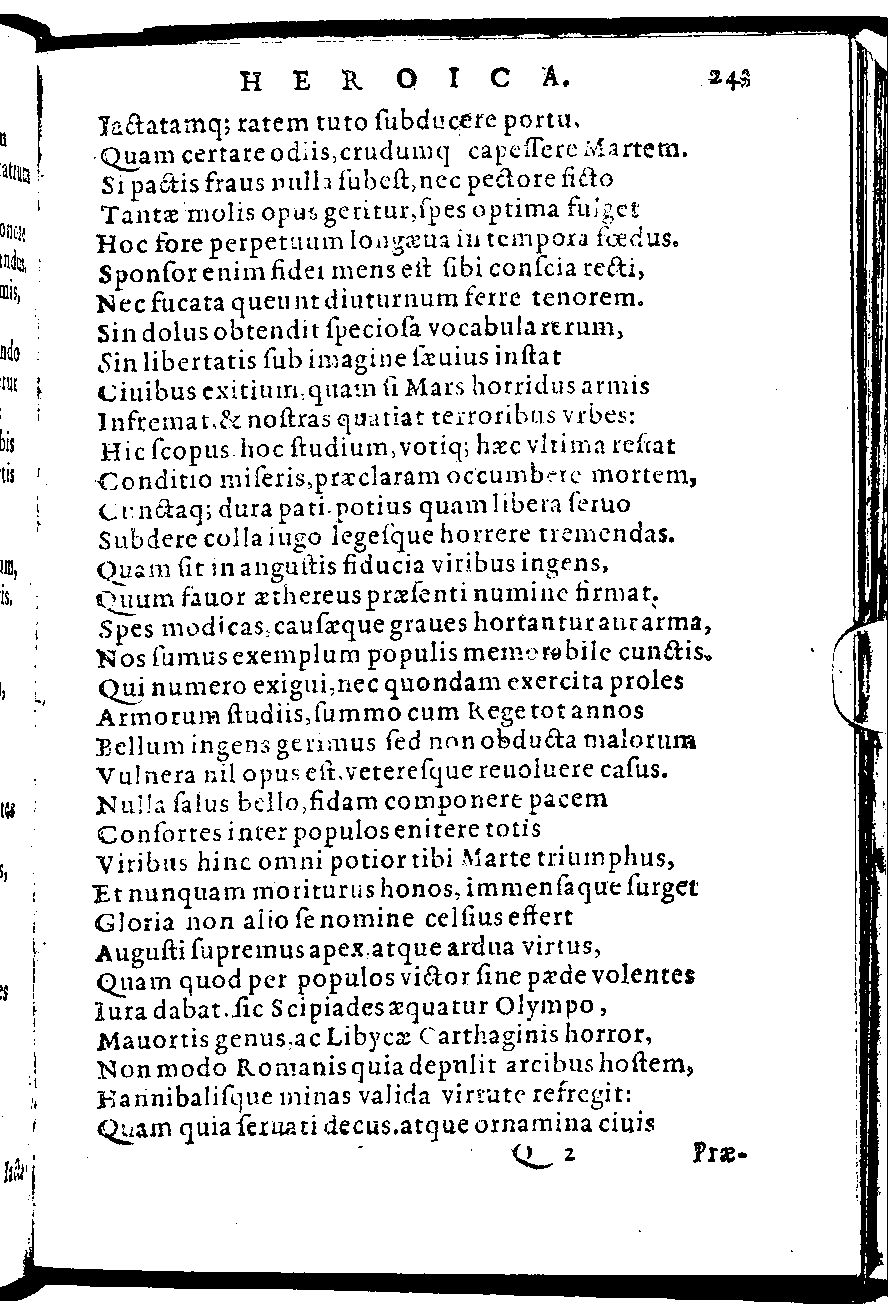 HEROICA. 243
Iactatamq; ratem tuto ſubducere portu.
Quam certare odiis, crudumq capeſſere Martem.
Si pactis fraus nulla ſubeſt, nec pectore ficto
Tantæ molis opus geritur, ſpes optima fulget
Hoc fore perpetuum longæua in tempora fœdus.
Sponſor enim fidei mens eſt ſibi conſcia recti,
Nec fucata queunt diuturnum ferre tenorem.
Sin dolus obtendit ſpecioſa vocabula rerum,
Sin libertatis ſub imagine ſæuius inſtat
Ciuibus exitium, quam ſi Mars horridus armis
Infremat, & noſtras quatiat terroribus vrbes:
Hic ſcopus, hoc ſtudium, votiq; hæc vltima reſtat
Conditio miſeris, præclaram occumbere mortem,
Cunctaq; dura pati, potius quam libera ſeruo
Subdere colla iugo legeſque horrere tremendas.
Quam ſit in anguſtis fiducia viribus ingens,
Quum fauor æthereus præſenti numine firmat.
Spes modicas, cauſæque graues hortantur aut arma,
Nos ſumus exemplum populis memorabile cunctis.
Qui numero exigui, nec quondam exercita proles
Armorum ſtudiis, ſummo cum Rege tot annos
Bellum ingens gerimus ſed non obducta malorum
Vulnera nil opus eſt, vetereſque reuoluere caſus.
Nulla ſalus bello, fidam componere pacem
Conſortes inter populos enitere totis
Viribus hinc omni potior tibi Marte triumphus,
Et nunquam moriturus honos, immenſaque ſurget
Gloria non alio ſe nomine celſius effert
Auguſti ſupremus apex, atque ardua virtus,
Quam quod per populos victor ſine pæde volentes
Iura dabat. ſic Scipiades æquatur Olympo,
Mauortis genus, ac Libycæ Carthaginis horror,
Non modo Romanis quia depulit arcibus hoſtem,
Hannibaliſque minas valida virtute refregit:
Quam quia ſeruati decus, atque ornamina ciuis
Q 2 Præ-